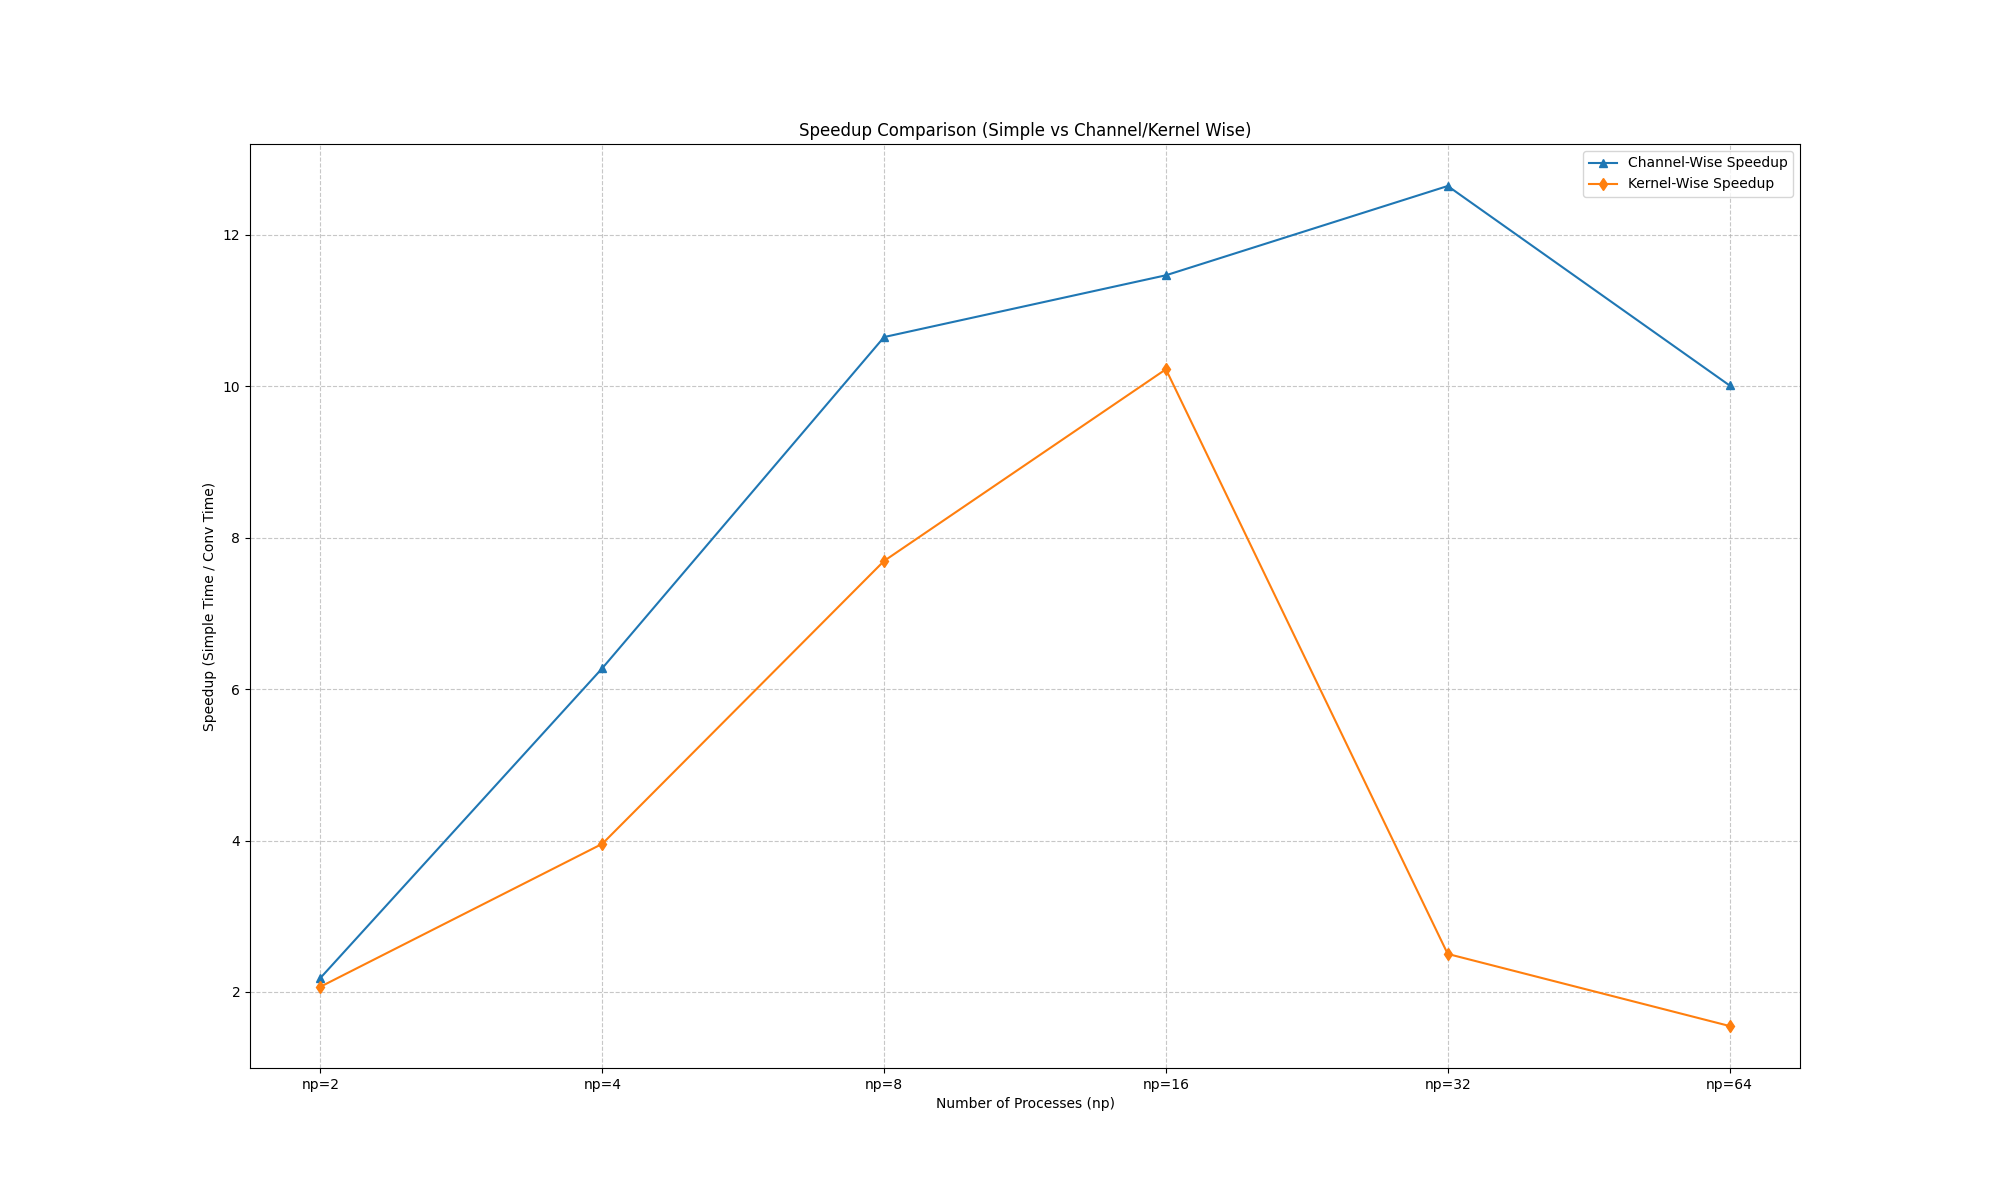 Speedup Comparison (Simple vs Channel/Kernel Wise)
Channel-Wise Speedup
Kernel-Wise Speedup
Speedup (Simple Time / Conv Time)
12
10
8
6
4
2
np=2
np=4
np=8
np=16
np=32
np=64
Number of Processes (np)